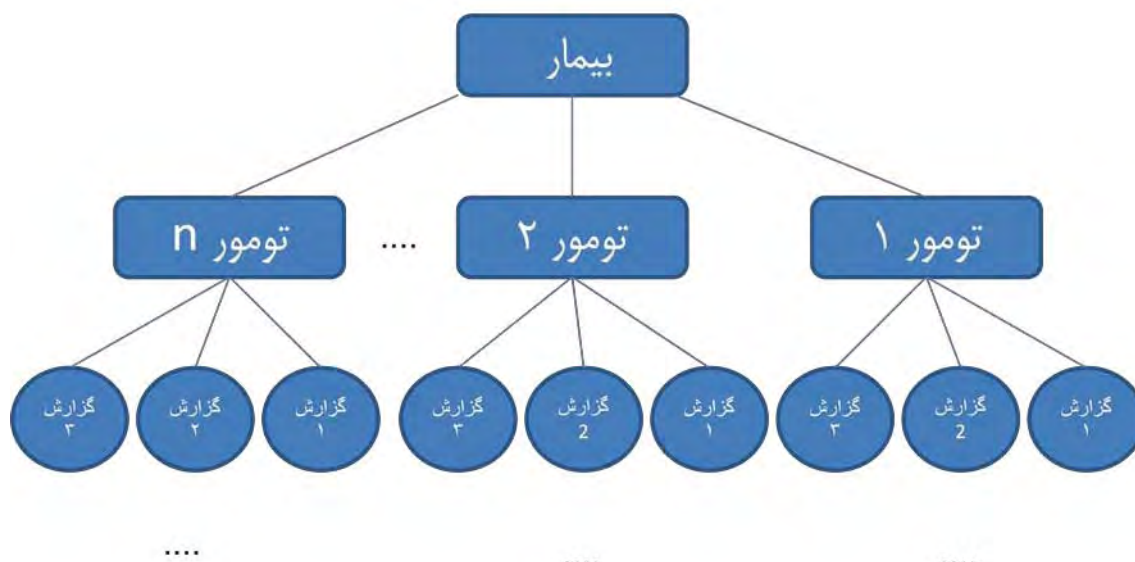 بیمار
تومور ۱
تومور ۲
....
تومور n
گزارش
۱
گزارش
2
گزارش
۳
گزارش
۱
گزارش
2
گزارش
۳
گزارش
۱
گزارش
۲
گزارش
۳
....
....
....